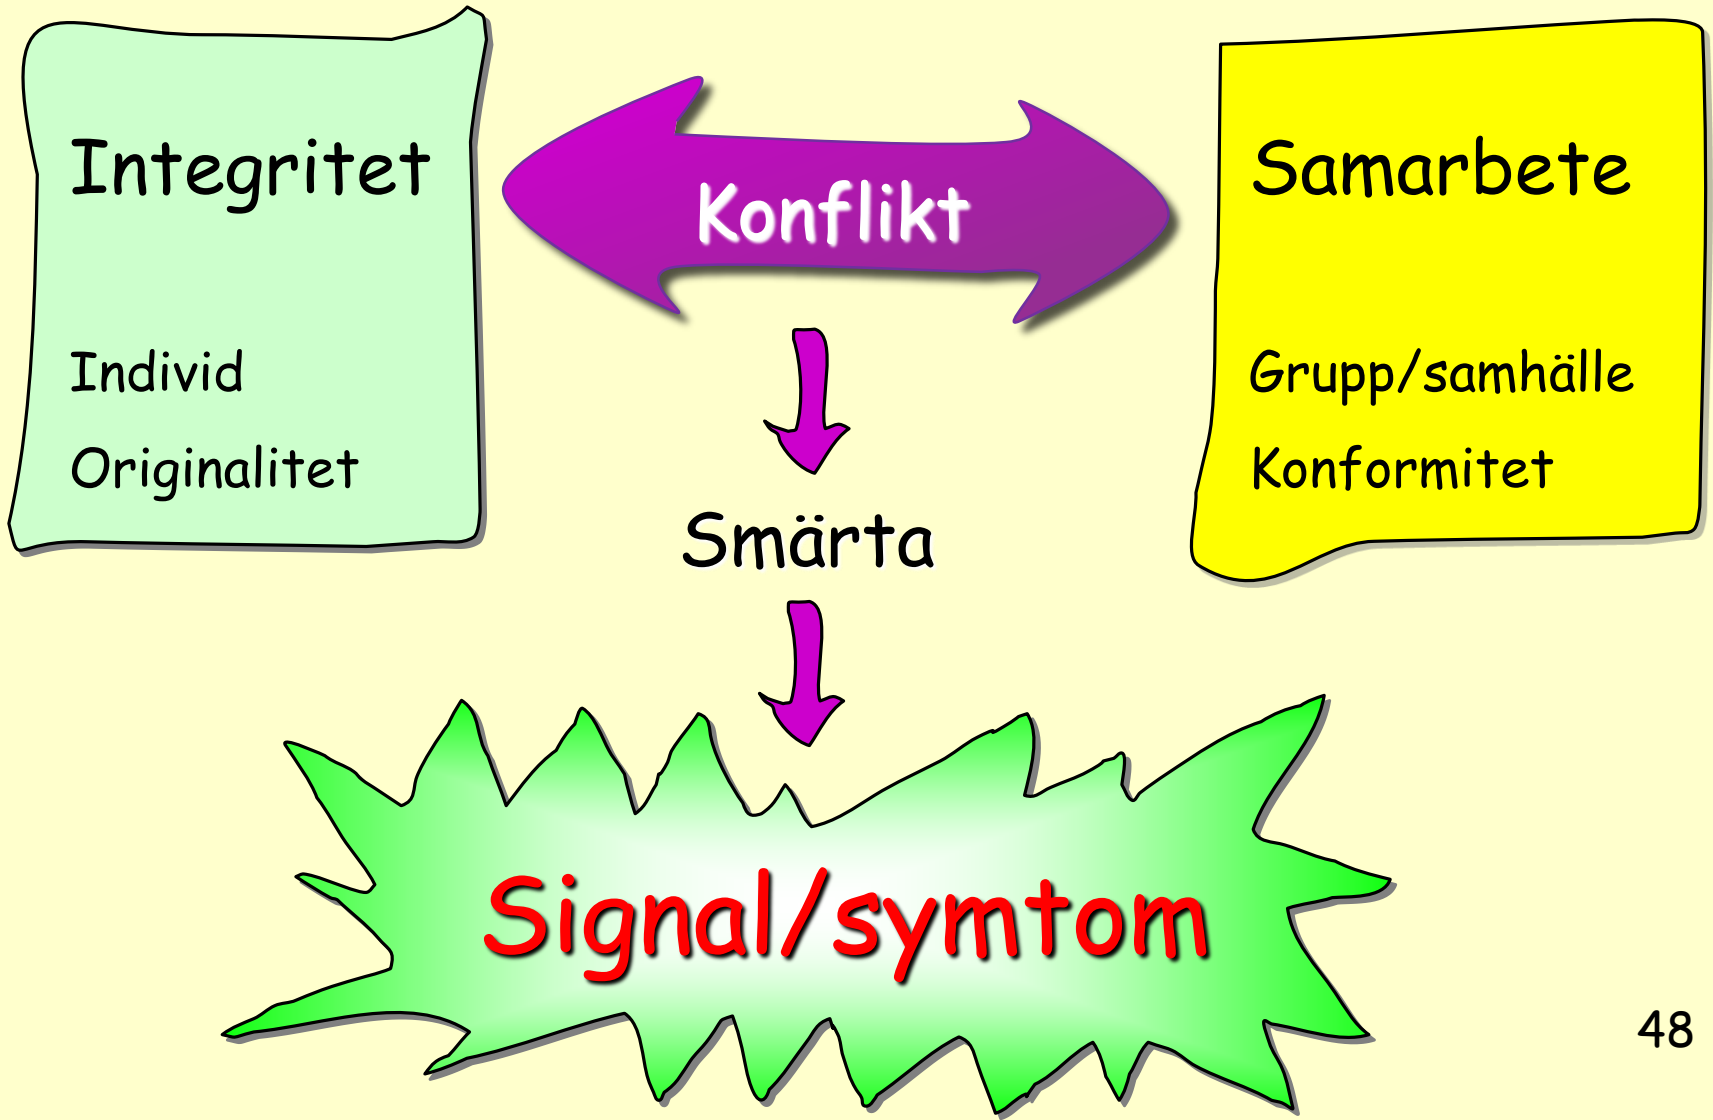 Integritet
Individ
Originalitet
Konflikt
Samarbete
Grupp/samhälle
Konformitet
Smärta
Signal/symtom
48